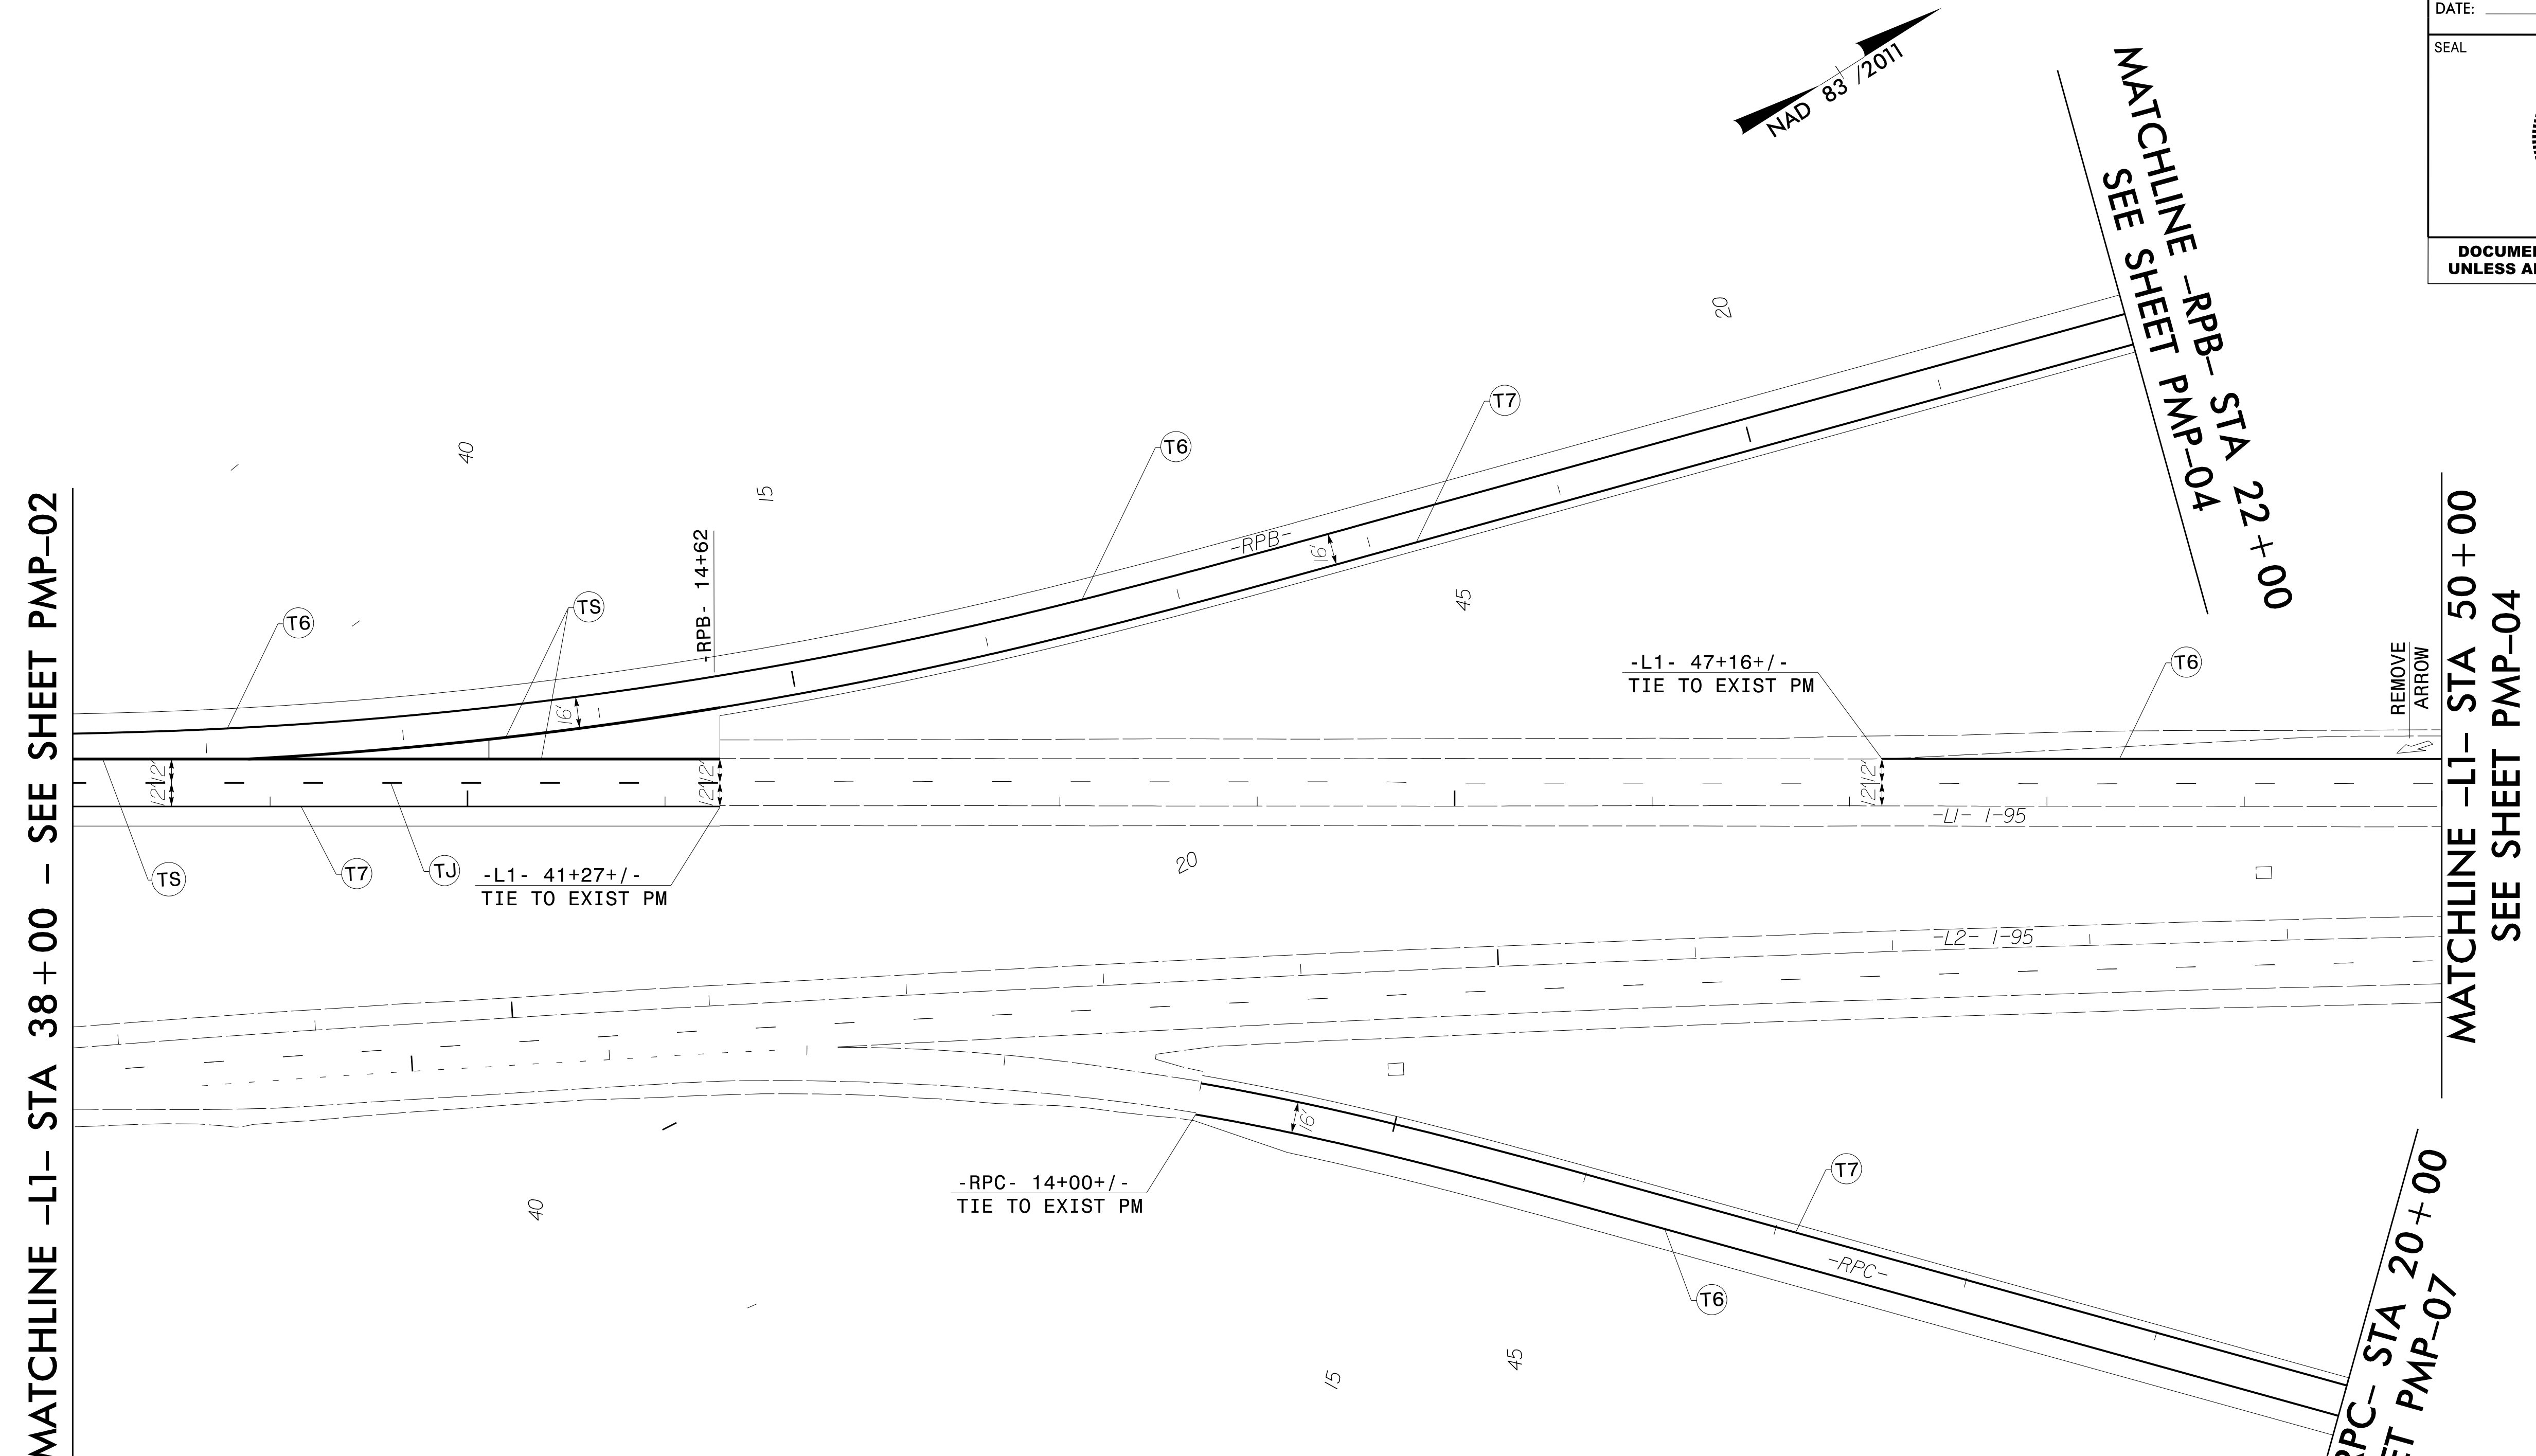 DATE:
SEAL
DOCUME
UNLESS
NAD 83 /2011
MATCHLINE -RPB- STA 22+00
SEE SHEET PMP-04
20
T7
T6
40
15
MATCHLINE -L1- STA 38+00 - SEE SHEET PMP-02
-RPB- 14+62
-RPB-
16'
45
TS
T6
16'
-L1- 47+16+/-
TIE TO EXIST PM
T6
REMOVE
ARROW
MATCHLINE -L1- STA 50+00
SEE SHEET PMP-04
12'
12'
12'
12'
12'
12'
-L1- I-95
TS
T7
TJ
-L1- 41+27+/-
TIE TO EXIST PM
20
-L2- I-95
16'
-RPC- 14+00+/-
TIE TO EXIST PM
40
T7
-RPC-
T6
15
45
RPC- STA 20+00
ET PMP-07